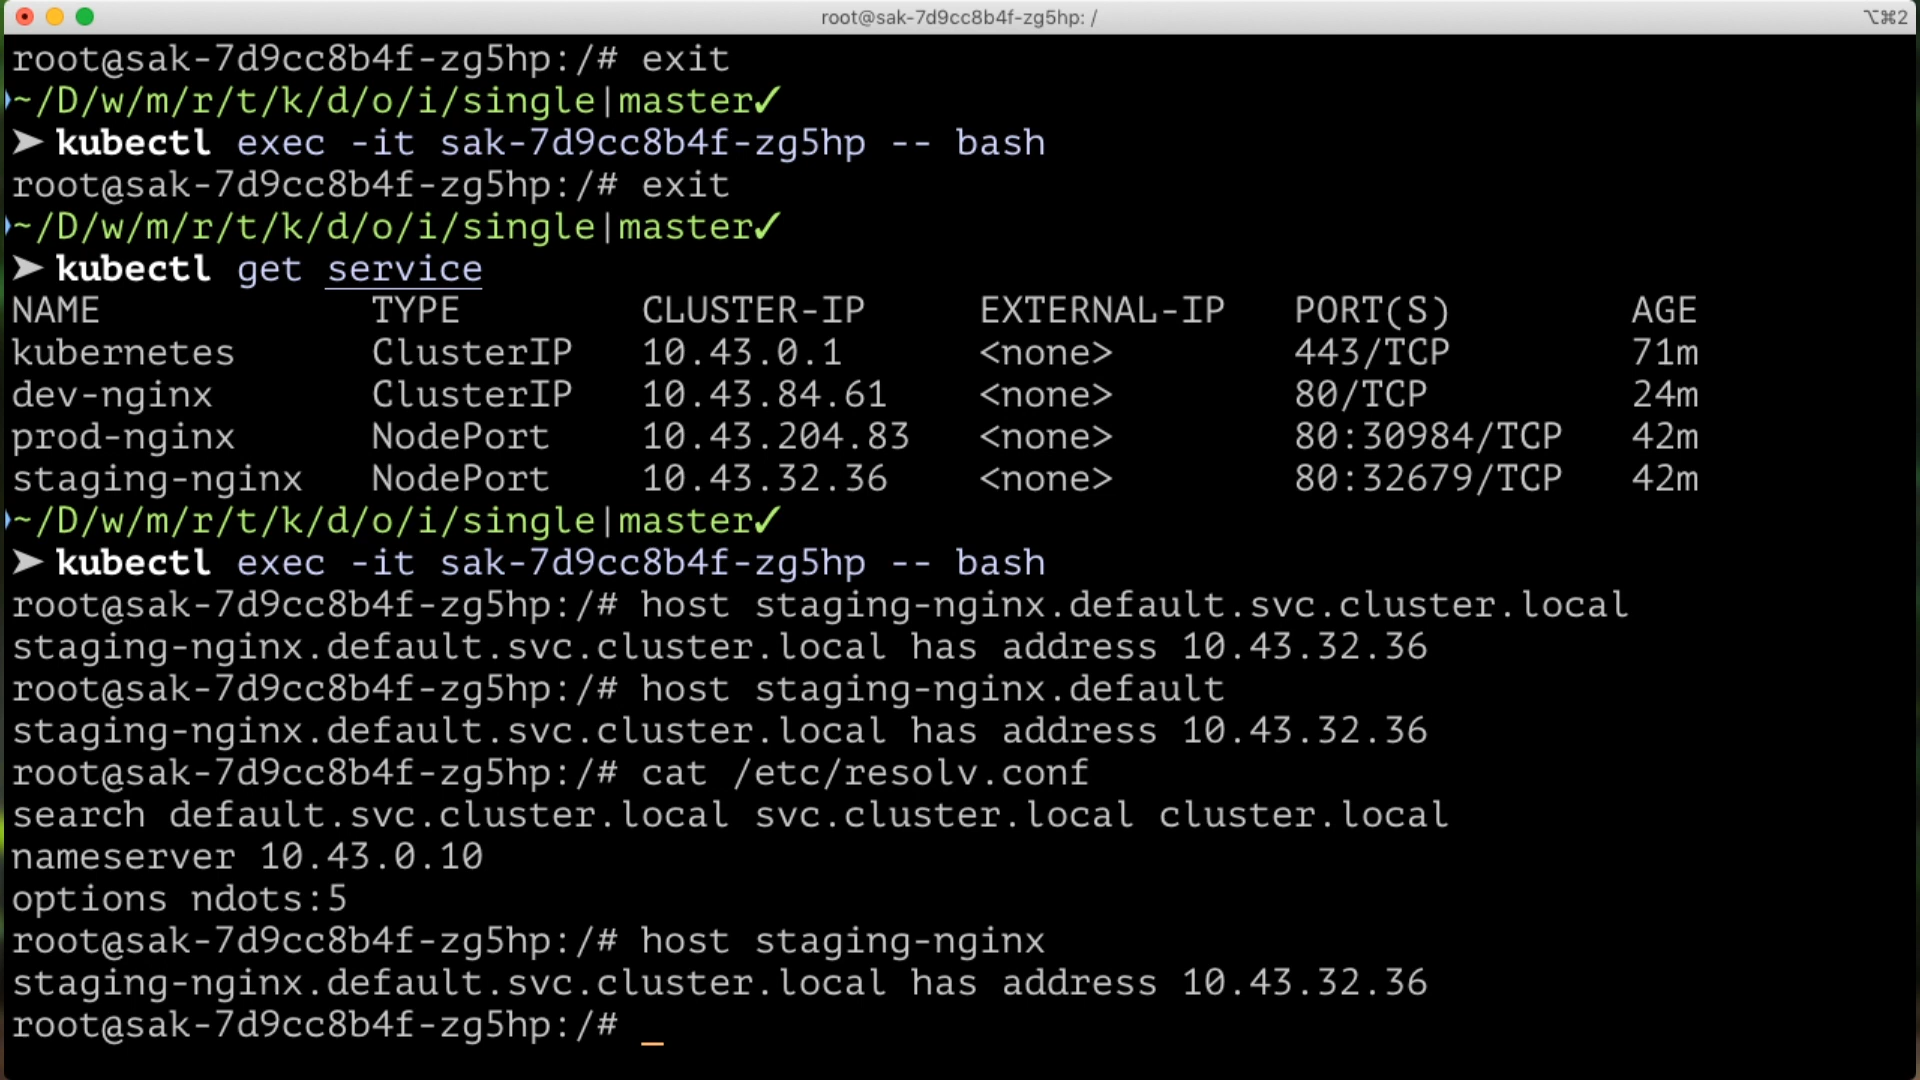 root@sak-7d9cc8b4f-zg5hp: /
⌥⌘2
root@sak-7d9cc8b4f-zg5hp:/# exit
~/D/w/m/r/t/k/d/o/i/single|master✓
➤ kubectl exec -it sak-7d9cc8b4f-zg5hp -- bash
root@sak-7d9cc8b4f-zg5hp:/# exit
~/D/w/m/r/t/k/d/o/i/single|master✓
➤ kubectl get service
NAME TYPE CLUSTER-IP EXTERNAL-IP PORT(S) AGE
kubernetes ClusterIP 10.43.0.1 <none> 443/TCP 71m
dev-nginx ClusterIP 10.43.84.61 <none> 80/TCP 24m
prod-nginx NodePort 10.43.204.83 <none> 80:30984/TCP 42m
staging-nginx NodePort 10.43.32.36 <none> 80:32679/TCP 42m
~/D/w/m/r/t/k/d/o/i/single|master✓
➤ kubectl exec -it sak-7d9cc8b4f-zg5hp -- bash
root@sak-7d9cc8b4f-zg5hp:/# host staging-nginx.default.svc.cluster.local
staging-nginx.default.svc.cluster.local has address 10.43.32.36
root@sak-7d9cc8b4f-zg5hp:/# host staging-nginx.default
staging-nginx.default.svc.cluster.local has address 10.43.32.36
root@sak-7d9cc8b4f-zg5hp:/# cat /etc/resolv.conf
search default.svc.cluster.local svc.cluster.local cluster.local
nameserver 10.43.0.10
options ndots:5
root@sak-7d9cc8b4f-zg5hp:/# host staging-nginx
staging-nginx.default.svc.cluster.local has address 10.43.32.36
root@sak-7d9cc8b4f-zg5hp:/# _